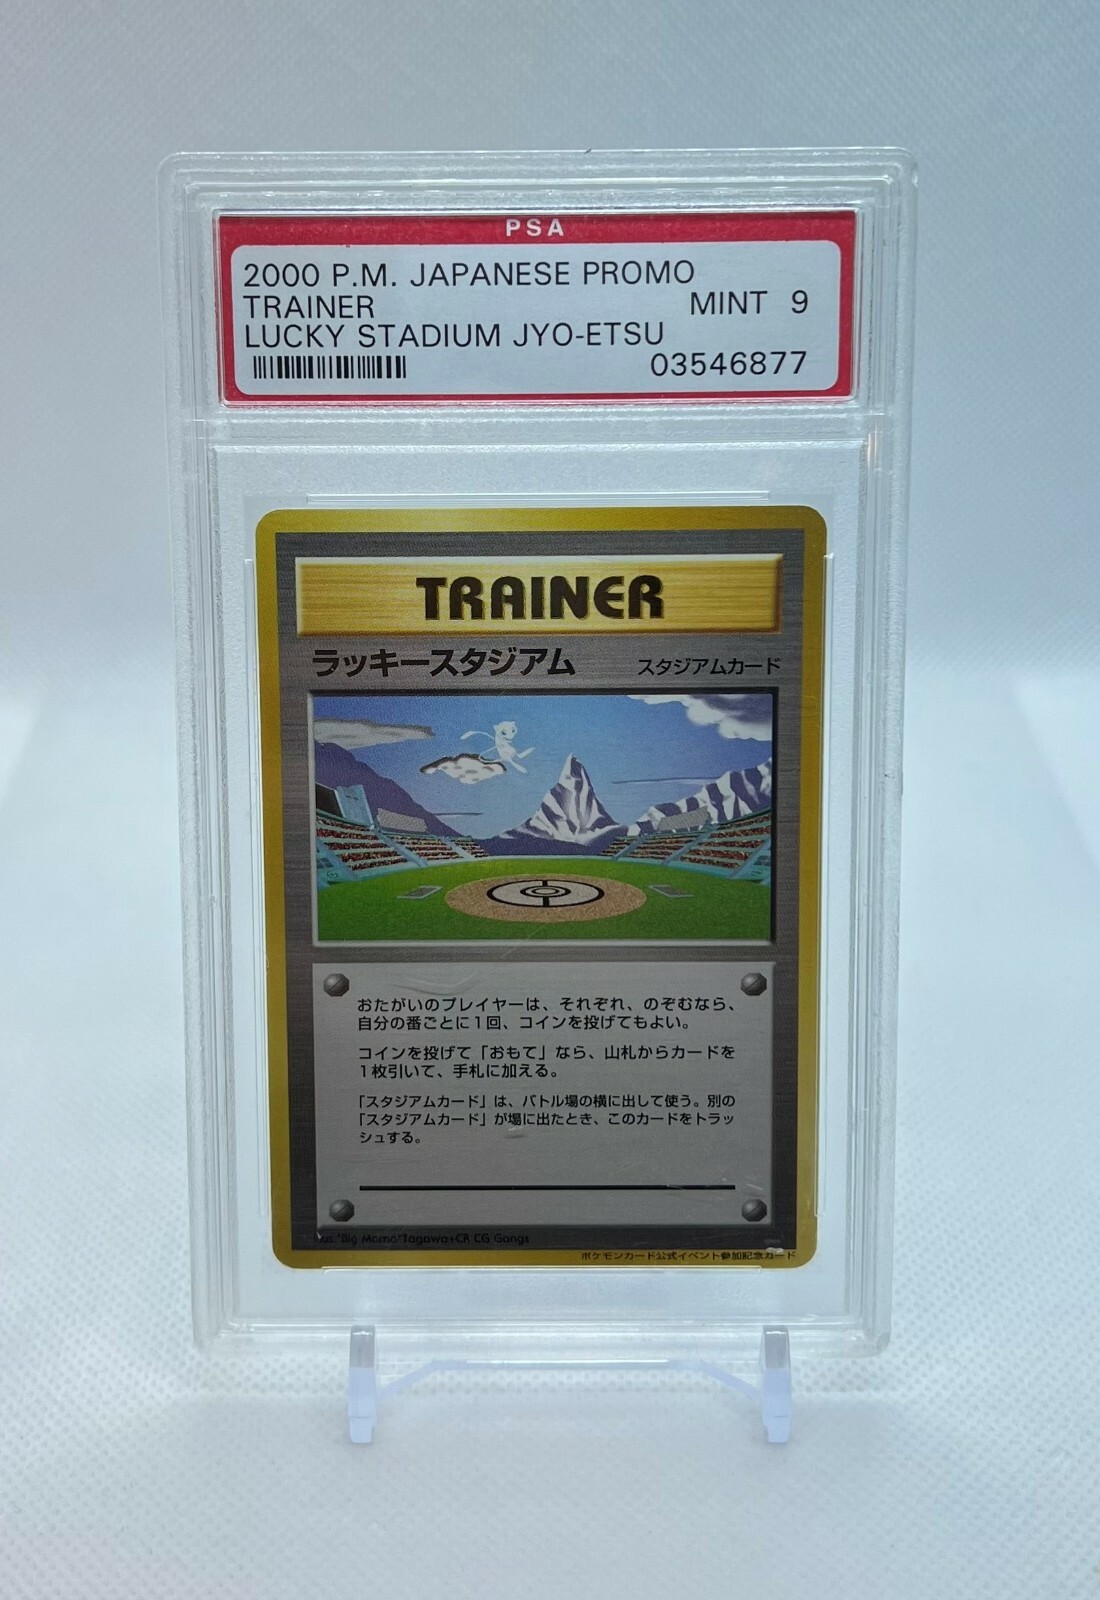 PSA
2000 P.M. JAPANESE PROMO
TRAINER MINT 9
LUCKY STADIUM JYO-ETSU
03546877
TRAINER
ラッキースタジアム スタジアムカード
おたがいのプレイヤーは、それぞれ、のぞむなら、
自分の番ごとに1回、コインを投げてもよい。
コインを投げて「おもて」なら、山札からカードを
1枚引いて、手札に加える。
「スタジアムカード」は、バトル場の横に出して使う。別の
「スタジアムカード」が場に出たとき、このカードをトラッ
シュする。
Illus. "Big Mama" Tagawa+CR CG Gangs
ポケモンカード公式イベント参加記念カード